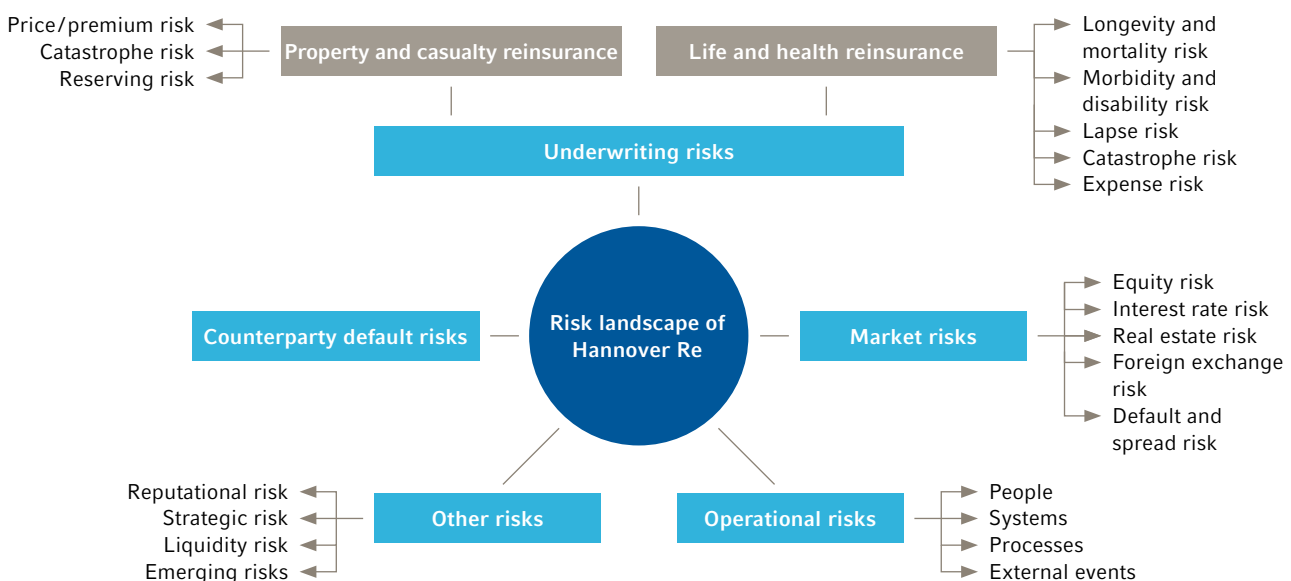 Price/premium risk
Catastrophe risk
Reserving risk
Property and casualty reinsurance
Life and health reinsurance
Longevity and
mortality risk
Morbidity and
disability risk
Lapse risk
Catastrophe risk
Expense risk
Underwriting risks
Counterparty default risks
Risk landscape of
Hannover Re
Market risks
Equity risk
Interest rate risk
Real estate risk
Foreign exchange
risk
Default and
spread risk
Reputational risk
Strategic risk
Liquidity risk
Emerging risks
Other risks
Operational risks
People
Systems
Processes
External events